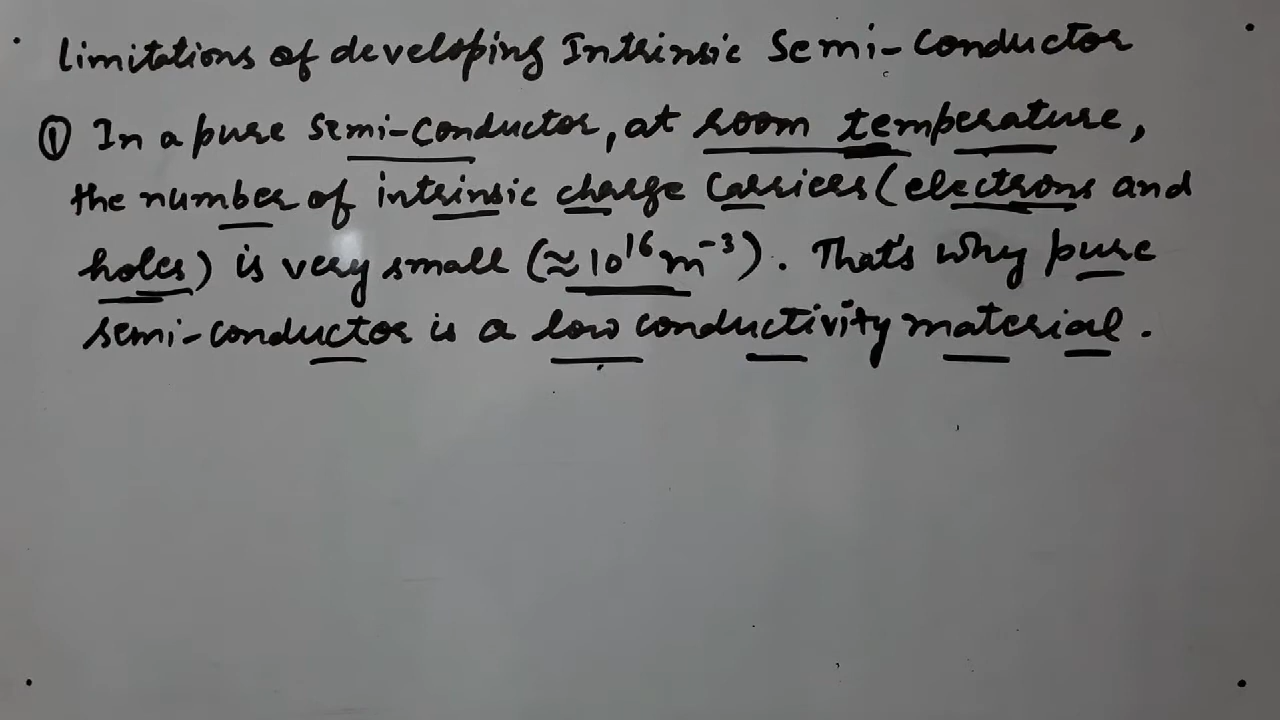 Limitations of developing Intrinsic Semi-Conductor
① In a pure semi-conductor, at room temperature,
the number of intrinsic charge carriers (electrons and
holes) is very small (≈10¹⁶m⁻³). That's why pure
semi-conductor is a low conductivity material.